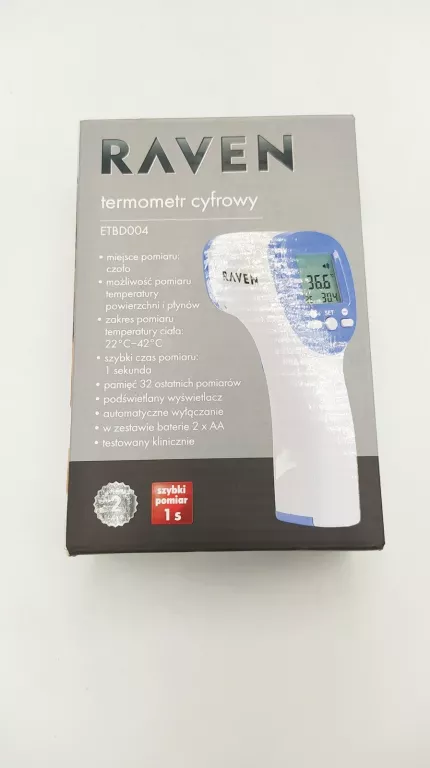 RAVEN
termometr cyfrowy
ETBD004
• miejsce pomiaru:
czoło
• możliwość pomiaru
temperatury
powierzchni i płynów
• zakres pomiaru
temperatury ciała:
22°C–42°C
• szybki czas pomiaru:
1 sekunda
• pamięć 32 ostatnich pomiarów
• podświetlany wyświetlacz
• automatyczne wyłączanie
• w zestawie baterie 2 x AA
• testowany klinicznie
RAVEN
36.6
30.4
SET
2
szybki
pomiar
1 s